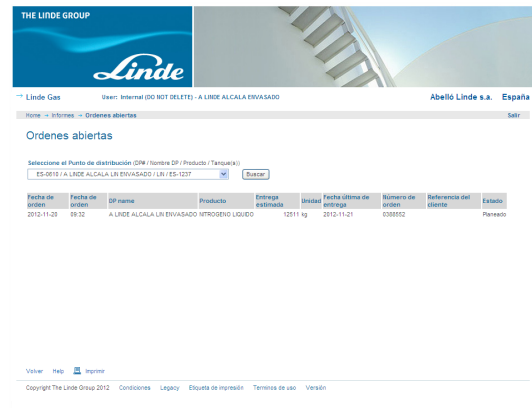 THE LINDE GROUP
Linde
→ Linde Gas User: Internal (DO NOT DELETE) - A LINDE ALCALA ENVASADO Abelló Linde s.a. España
Home → Informes → Ordenes abiertas Salir
Ordenes abiertas
Seleccione el Punto de distribución (DP# / Nombre DP / Producto / Tanque(s))
ES-0810 / A LINDE ALCALA LIN ENVASADO / LIN / ES-1237 Buscar
Fecha de orden Fecha de orden DP name Producto Entrega estimada Unidad Fecha última de entrega Número de orden Referencia del cliente Estado
2012-11-20 09:32 A LINDE ALCALA LIN ENVASADO NITROGENO LIQUIDO 12511 kg 2012-11-21 0388552 Planeado
Volver Help Imprimir
Copyright The Linde Group 2012 Condiciones Legacy Etiqueta de impresión Terminos de uso Versión